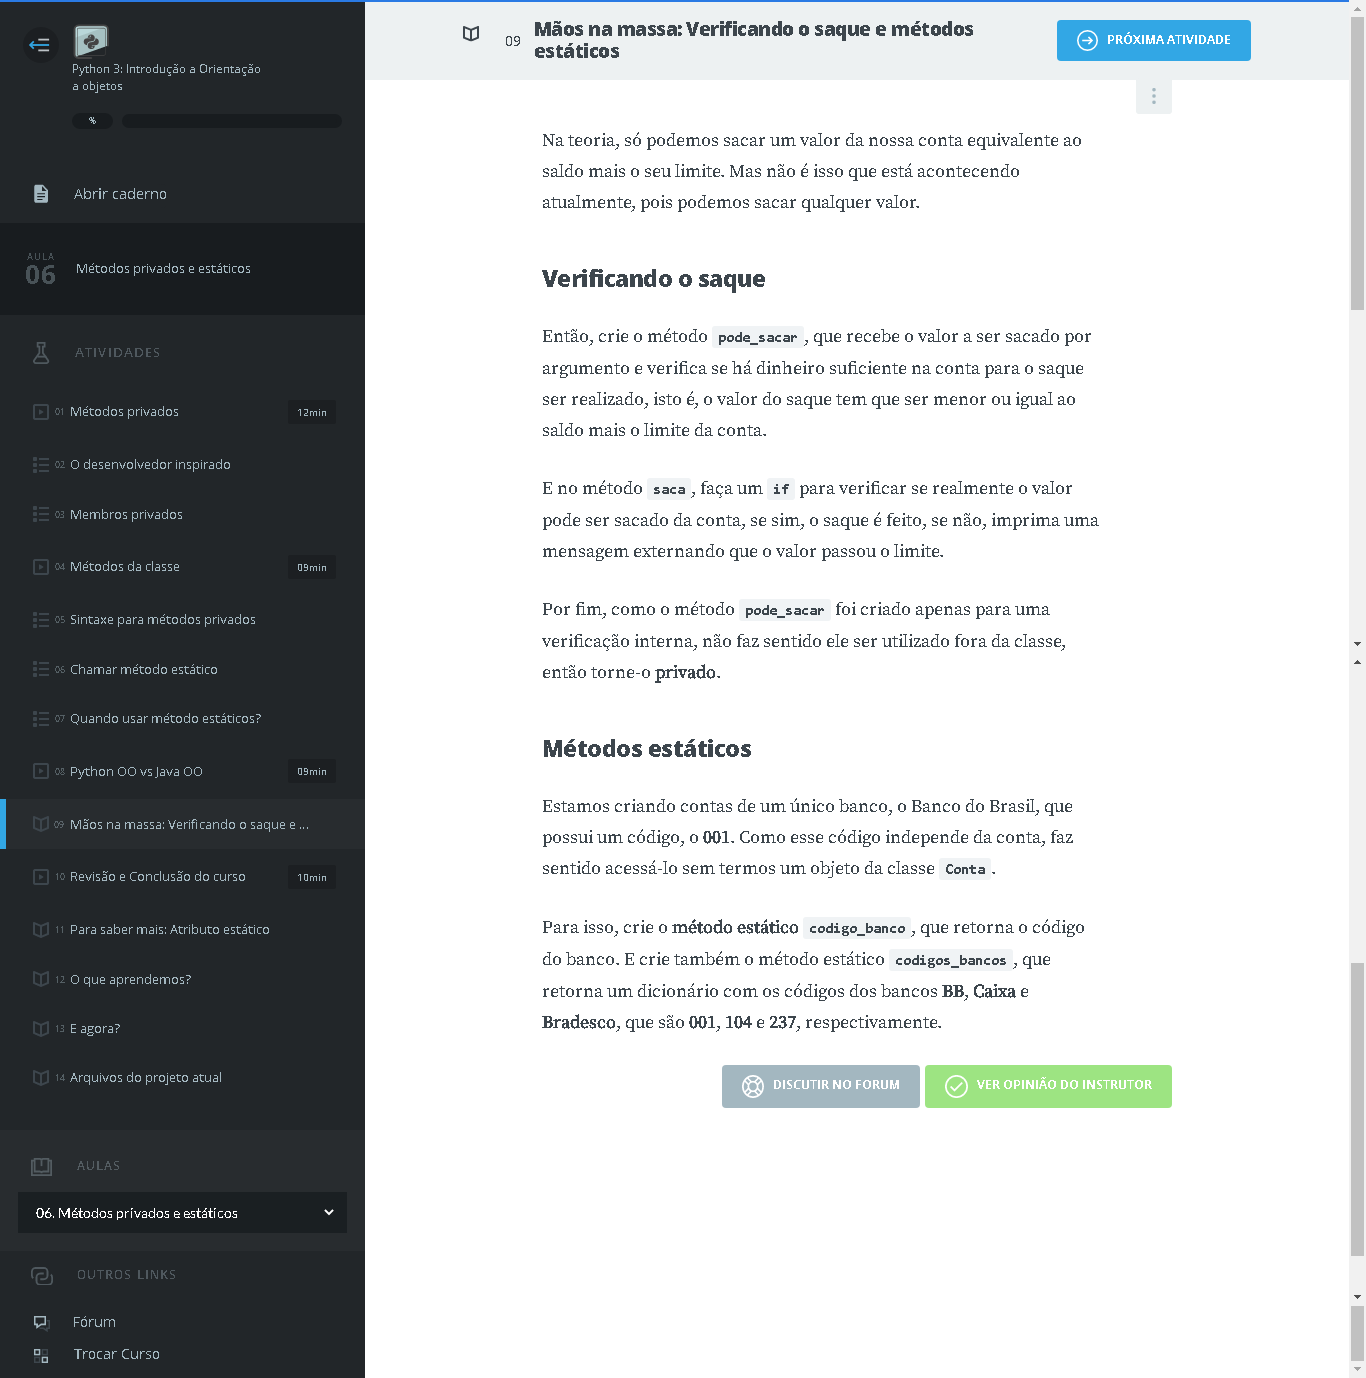 Python 3: Introdução a Orientação
a objetos
%
Abrir caderno
AULA
06
Métodos privados e estáticos
ATIVIDADES
01 Métodos privados 12min
02 O desenvolvedor inspirado
03 Membros privados
04 Métodos da classe 09min
05 Sintaxe para métodos privados
06 Chamar método estático
07 Quando usar método estáticos?
08 Python OO vs Java OO 09min
09 Mãos na massa: Verificando o saque e ...
10 Revisão e Conclusão do curso 10min
11 Para saber mais: Atributo estático
12 O que aprendemos?
13 E agora?
14 Arquivos do projeto atual
AULAS
06. Métodos privados e estáticos
OUTROS LINKS
Fórum
Trocar Curso
09
Mãos na massa: Verificando o saque e métodos
estáticos
PRÓXIMA ATIVIDADE
Na teoria, só podemos sacar um valor da nossa conta equivalente ao
saldo mais o seu limite. Mas não é isso que está acontecendo
atualmente, pois podemos sacar qualquer valor.
Verificando o saque
Então, crie o método pode_sacar, que recebe o valor a ser sacado por
argumento e verifica se há dinheiro suficiente na conta para o saque
ser realizado, isto é, o valor do saque tem que ser menor ou igual ao
saldo mais o limite da conta.
E no método saca, faça um if para verificar se realmente o valor
pode ser sacado da conta, se sim, o saque é feito, se não, imprima uma
mensagem externando que o valor passou o limite.
Por fim, como o método pode_sacar foi criado apenas para uma
verificação interna, não faz sentido ele ser utilizado fora da classe,
então torne-o privado.
Métodos estáticos
Estamos criando contas de um único banco, o Banco do Brasil, que
possui um código, o 001. Como esse código independe da conta, faz
sentido acessá-lo sem termos um objeto da classe Conta.
Para isso, crie o método estático codigo_banco, que retorna o código
do banco. E crie também o método estático codigos_bancos, que
retorna um dicionário com os códigos dos bancos BB, Caixa e
Bradesco, que são 001, 104 e 237, respectivamente.
DISCUTIR NO FORUM
VER OPINIÃO DO INSTRUTOR